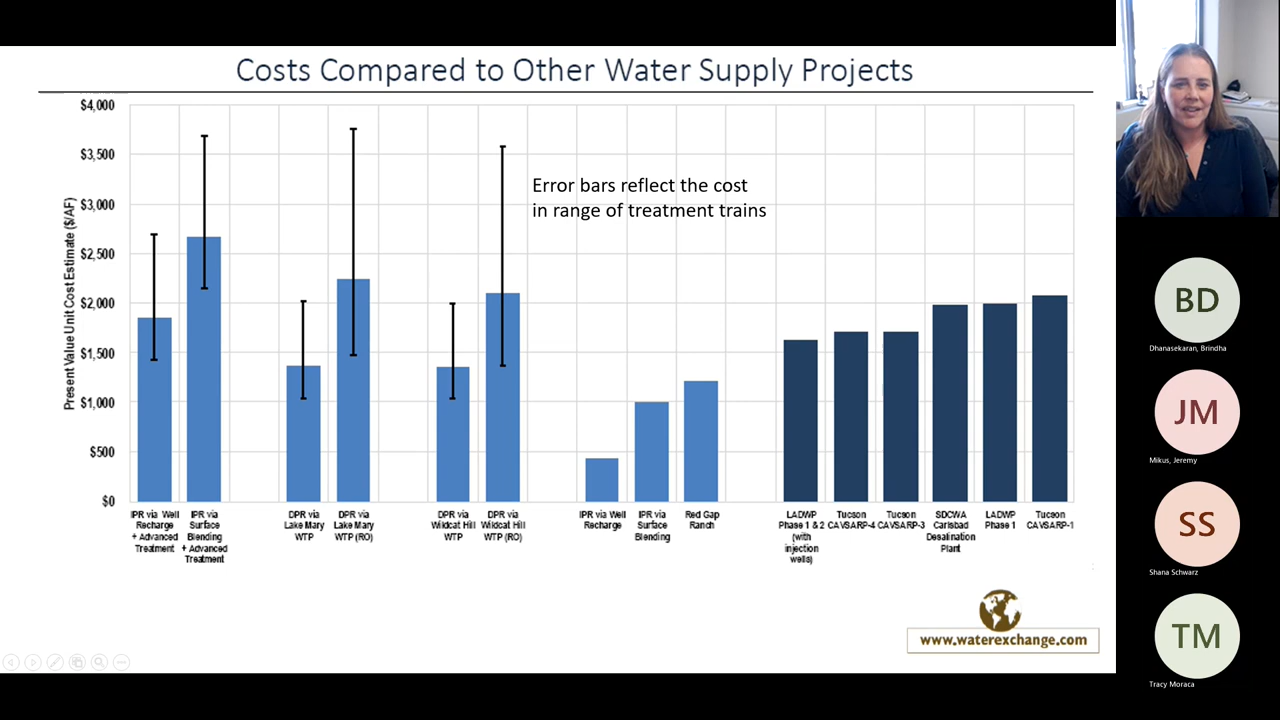 Costs Compared to Other Water Supply Projects
Present Value Unit Cost Estimate ($/AF)
$4,000
$3,500
$3,000
$2,500
$2,000
$1,500
$1,000
$500
$0
Error bars reflect the cost
in range of treatment trains
IPR via Well
Recharge
+ Advanced
Treatment
IPR via
Surface
Blending
+ Advanced
Treatment
DPR via
Lake Mary
WTP
DPR via
Lake Mary
WTP (RO)
DPR via
Wildcat Hill
WTP
DPR via
Wildcat Hill
WTP (RO)
IPR via Well
Recharge
IPR via
Surface
Blending
Red Gap
Ranch
LADWP
Phase 1 & 2
(with
injection
wells)
Tucson
CAVSARP-4
Tucson
CAVSARP-3
SDCWA
Carlsbad
Desalination
Plant
LADWP
Phase 1
Tucson
CAVSARP-1
www.waterexchange.com
BD
Dhanasekaran, Brindha
JM
Mikus, Jeremy
SS
Shana Schwarz
TM
Tracy Moraca